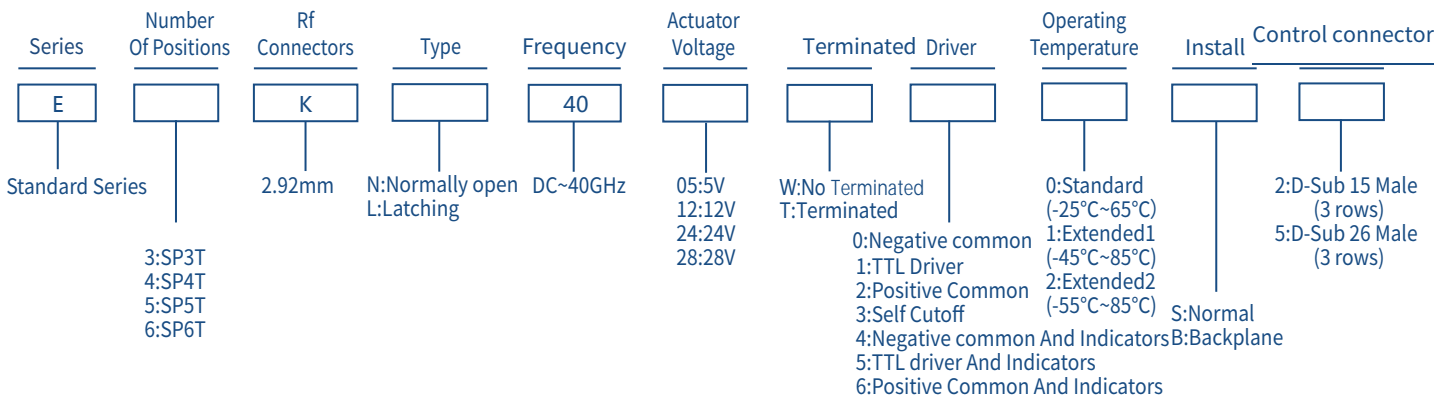 Series
Number
Of Positions
Rf
Connectors
Type
Frequency
Actuator
Voltage
Terminated
Driver
Operating
Temperature
Install
Control connector
E
K
40
Standard Series
3:SP3T
4:SP4T
5:SP5T
6:SP6T
2.92mm
N:Normally open
L:Latching
DC~40GHz
05:5V
12:12V
24:24V
28:28V
W:No Terminated
T:Terminated
0:Negative common
1:TTL Driver
2:Positive Common
3:Self Cutoff
4:Negative common And Indicators
5:TTL driver And Indicators
6:Positive Common And Indicators
0:Standard
(-25°C~65°C)
1:Extended1
(-45°C~85°C)
2:Extended2
(-55°C~85°C)
S:Normal
B:Backplane
2:D-Sub 15 Male
(3 rows)
5:D-Sub 26 Male
(3 rows)